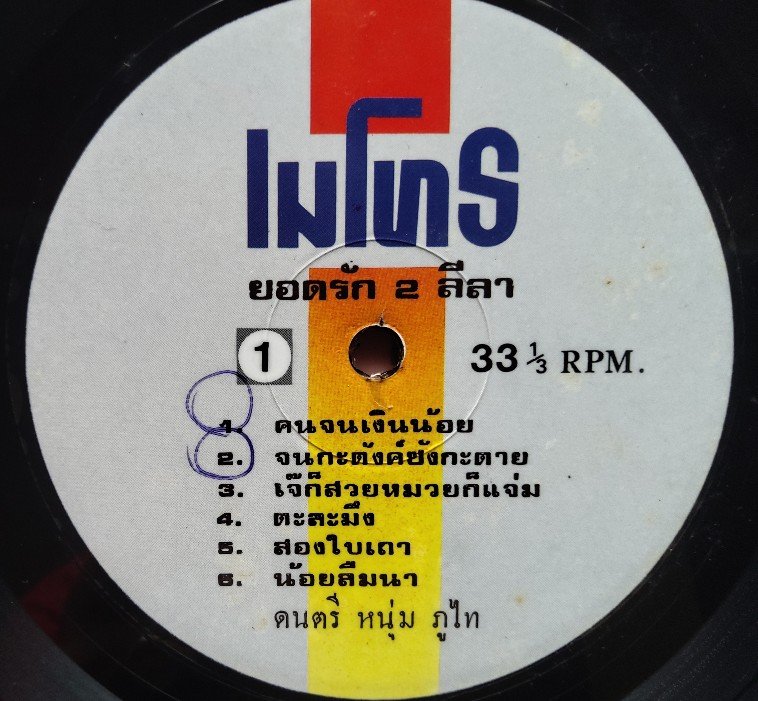 เมโทร
ยอดรัก 2 ลีลา
1 33 1/3 RPM.
1. คนจนเงินน้อย
2. จนกะตังค์ซังกะตาย
3. เจ๊ก็สวยหมวยก็แจ่ม
4. ตะละมึ่ง
5. สองใบเถา
6. น้อยลืมนา
ดนตรี หนุ่ม ภูไท